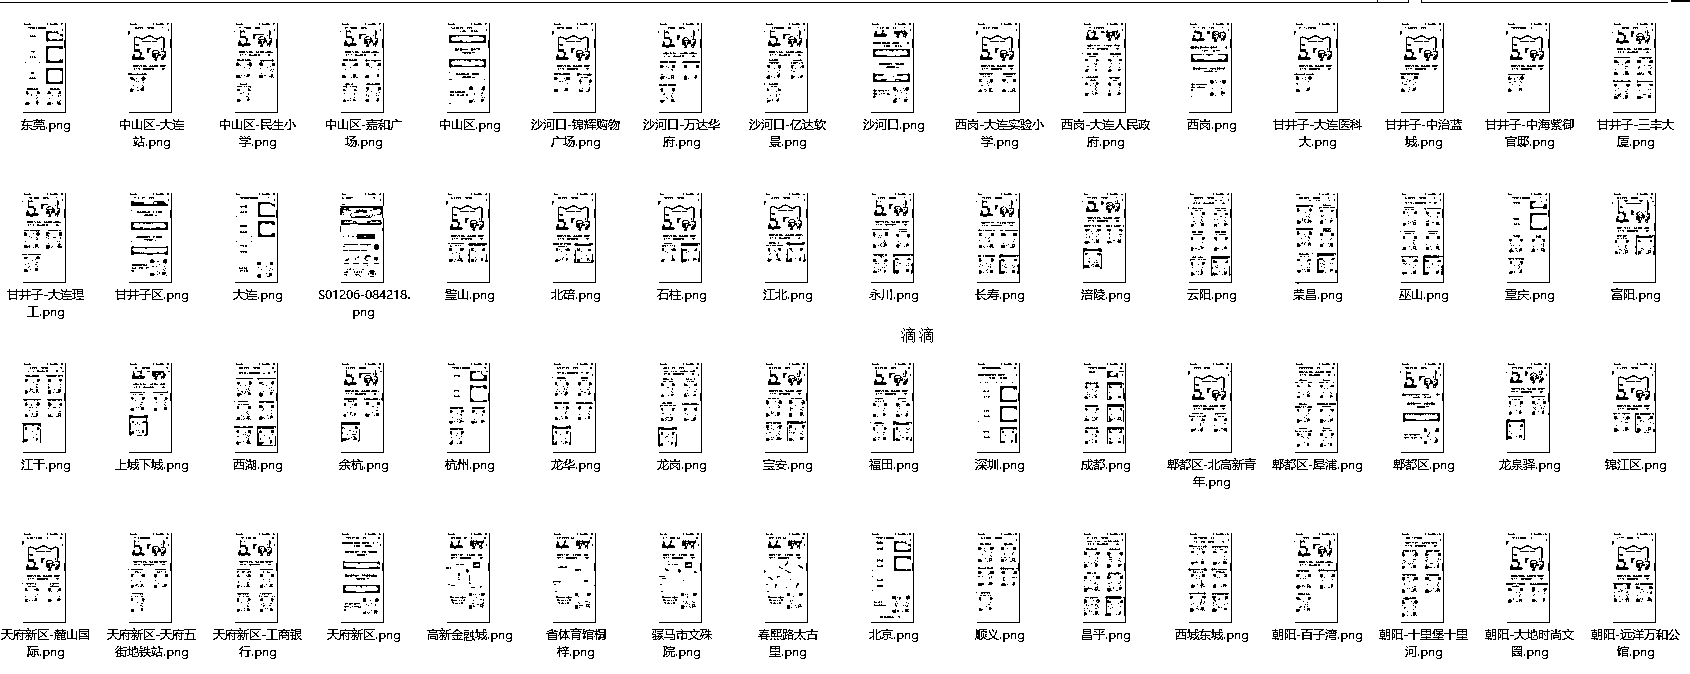 东莞.png
中山区-大连
站.png
中山区-民生小
学.png
中山区-嘉和广
场.png
中山区.png
沙河口-锦辉购物
广场.png
沙河口-万达华
府.png
沙河口-亿达软
景.png
沙河口.png
西岗-大连实验小
学.png
西岗-大连人民政
府.png
西岗.png
甘井子-大连医科
大.png
甘井子-中冶蓝
城.png
甘井子-中海紫御
官邸.png
甘井子-三丰大
厦.png
甘井子-大连理
工.png
甘井子区.png
大连.png
S01206-084218.
png
璧山.png
北碚.png
石柱.png
江北.png
永川.png
长寿.png
涪陵.png
云阳.png
荣昌.png
巫山.png
重庆.png
富阳.png
滴滴
江干.png
上城下城.png
西湖.png
余杭.png
杭州.png
龙华.png
龙岗.png
宝安.png
福田.png
深圳.png
成都.png
郫都区-北高新青
年.png
郫都区-犀浦.png
郫都区.png
龙泉驿.png
锦江区.png
天府新区-麓山国
际.png
天府新区-天府五
街地铁站.png
天府新区-工商银
行.png
天府新区.png
高新金融城.png
省体育馆桐
梓.png
骡马市文殊
院.png
春熙路太古
里.png
北京.png
顺义.png
昌平.png
西城东城.png
朝阳-百子湾.png
朝阳-十里堡十里
河.png
朝阳-大地时尚文
园.png
朝阳-远洋万和公
馆.png